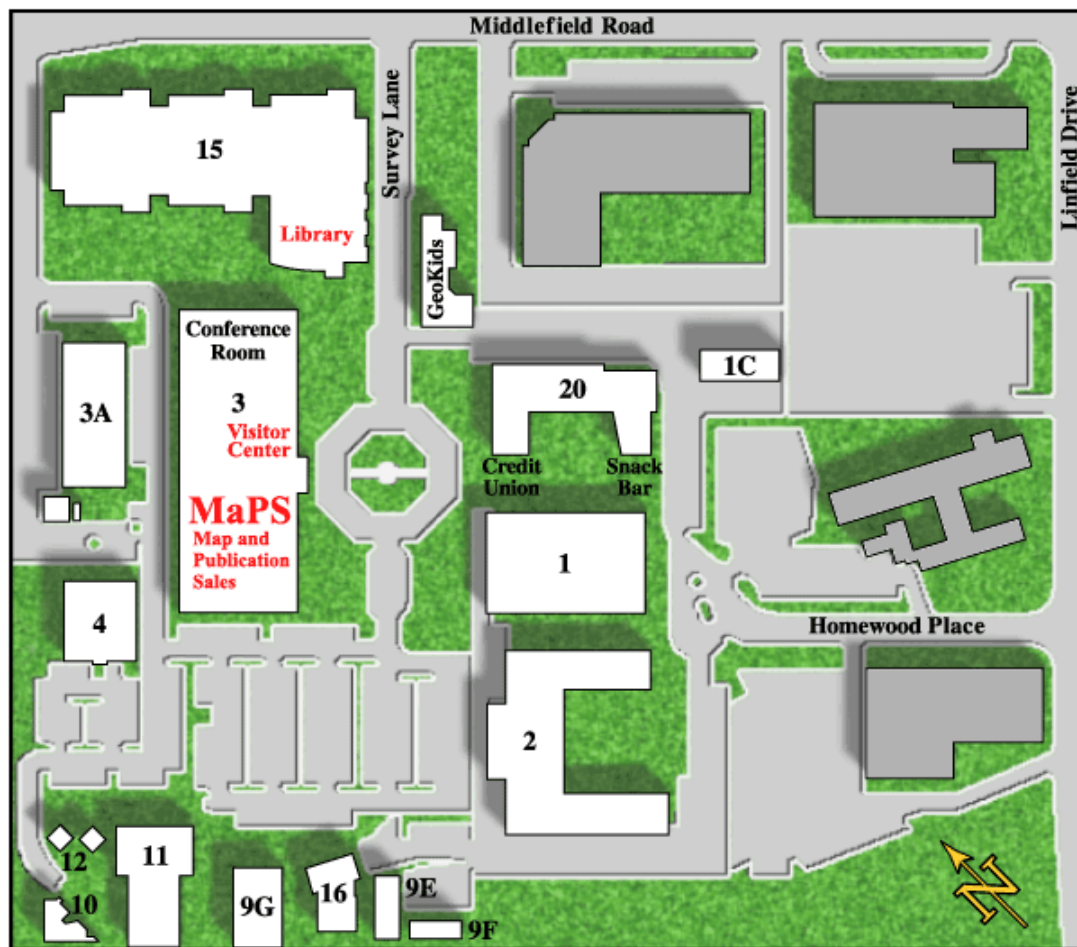 Middlefield Road
Survey Lane
Linfield Drive
15
Library
GeoKids
Conference
Room
3
Visitor
Center
MaPS
Map and
Publication
Sales
3A
1C
20
Credit
Union
Snack
Bar
1
4
Homewood Place
2
12
11
10
9G
16
9E
9F
N